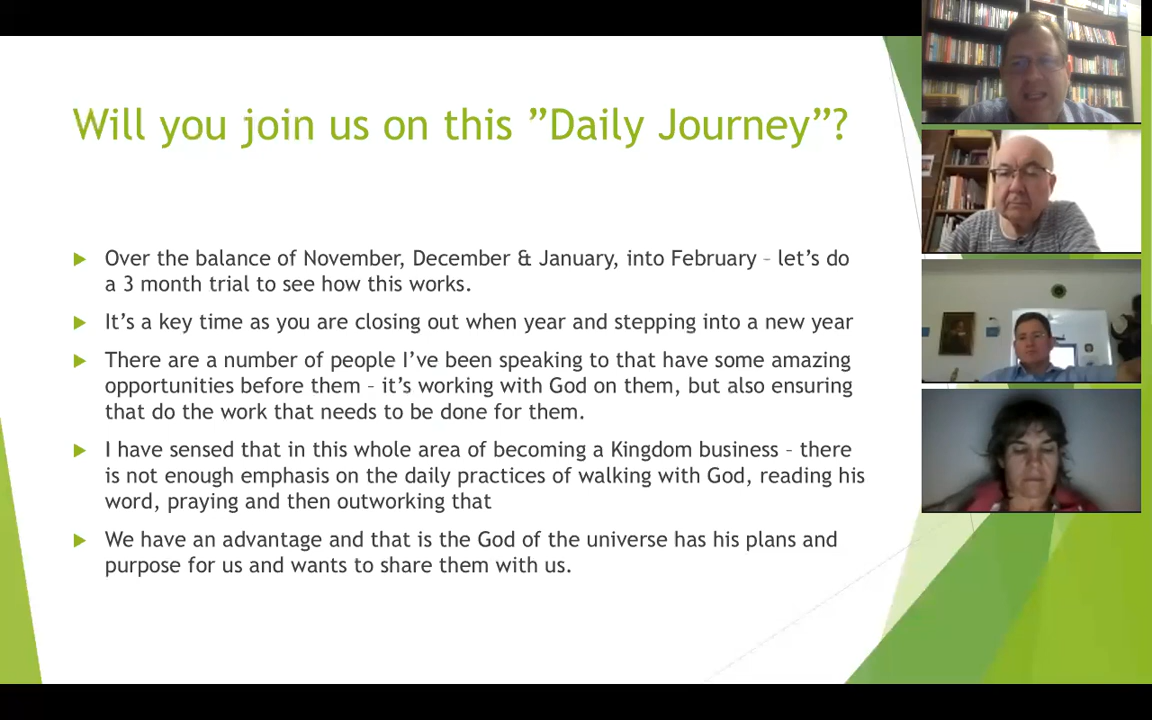 Will you join us on this ”Daily Journey”?
Over the balance of November, December & January, into February – let’s do
a 3 month trial to see how this works.
It’s a key time as you are closing out when year and stepping into a new year
There are a number of people I’ve been speaking to that have some amazing
opportunities before them – it’s working with God on them, but also ensuring
that do the work that needs to be done for them.
I have sensed that in this whole area of becoming a Kingdom business – there
is not enough emphasis on the daily practices of walking with God, reading his
word, praying and then outworking that
We have an advantage and that is the God of the universe has his plans and
purpose for us and wants to share them with us.